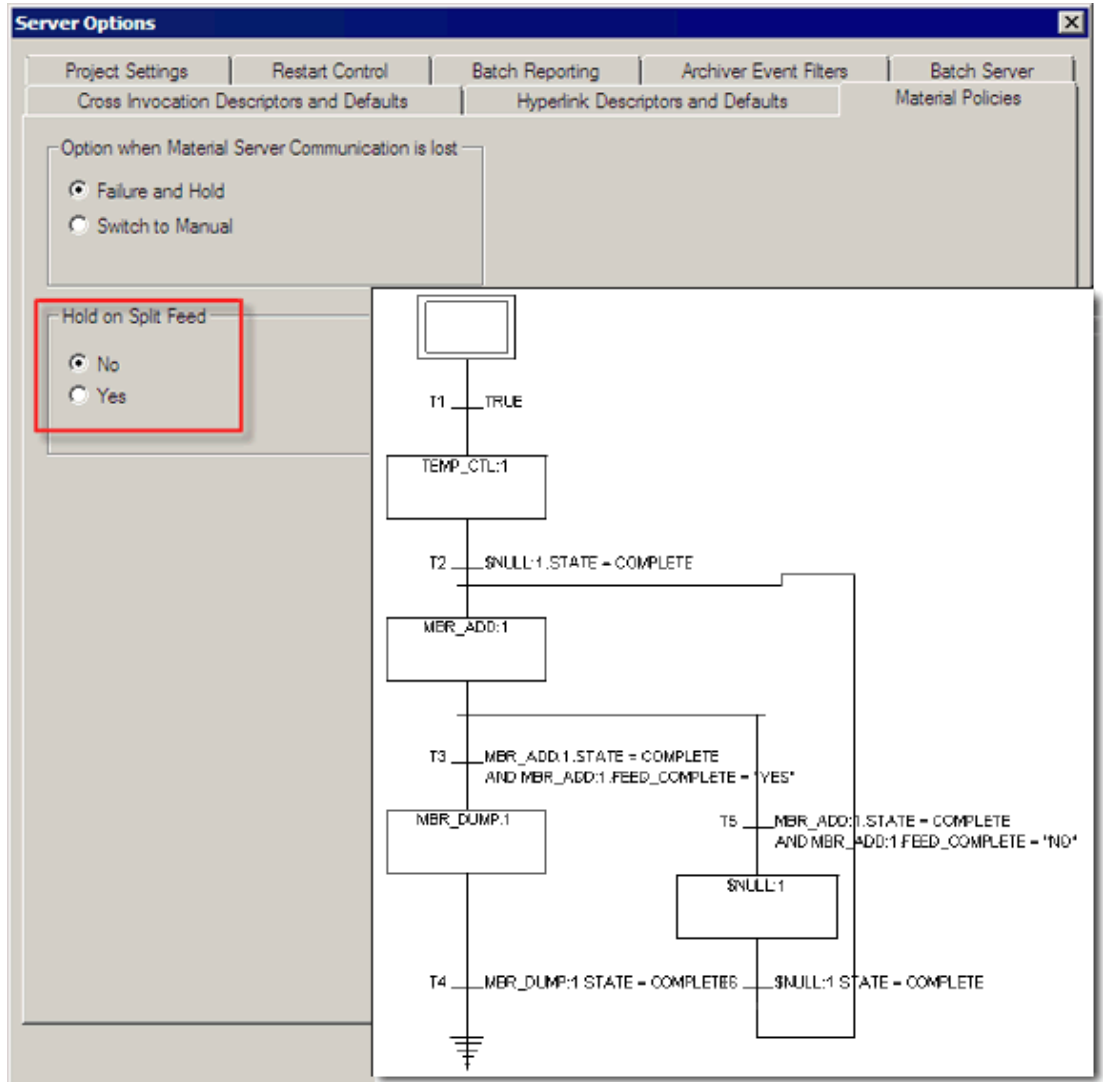 Server Options
Project Settings
Restart Control
Batch Reporting
Archiver Event Filters
Batch Server
Cross Invocation Descriptors and Defaults
Hyperlink Descriptors and Defaults
Material Policies
Option when Material Server Communication is lost
Failure and Hold
Switch to Manual
Hold on Split Feed
No
Yes
T1
TRUE
TEMP_CTL:1
T2
$NULL:1.STATE = COMPLETE
MBR_ADD:1
T3
MBR_ADD:1.STATE = COMPLETE
AND MBR_ADD:1.FEED_COMPLETE = "YES"
MBR_DUMP:1
T5
MBR_ADD:1.STATE = COMPLETE
AND MBR_ADD:1.FEED_COMPLETE = "NO"
$NULL:1
T4
MBR_DUMP:1.STATE = COMPLETE
$NULL:1.STATE = COMPLETE